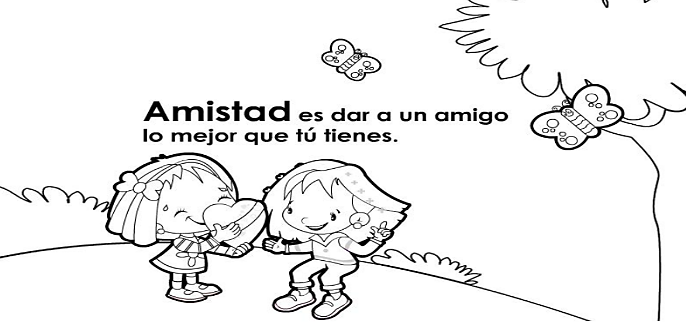 Amistad es dar a un amigo
lo mejor que tú tienes.